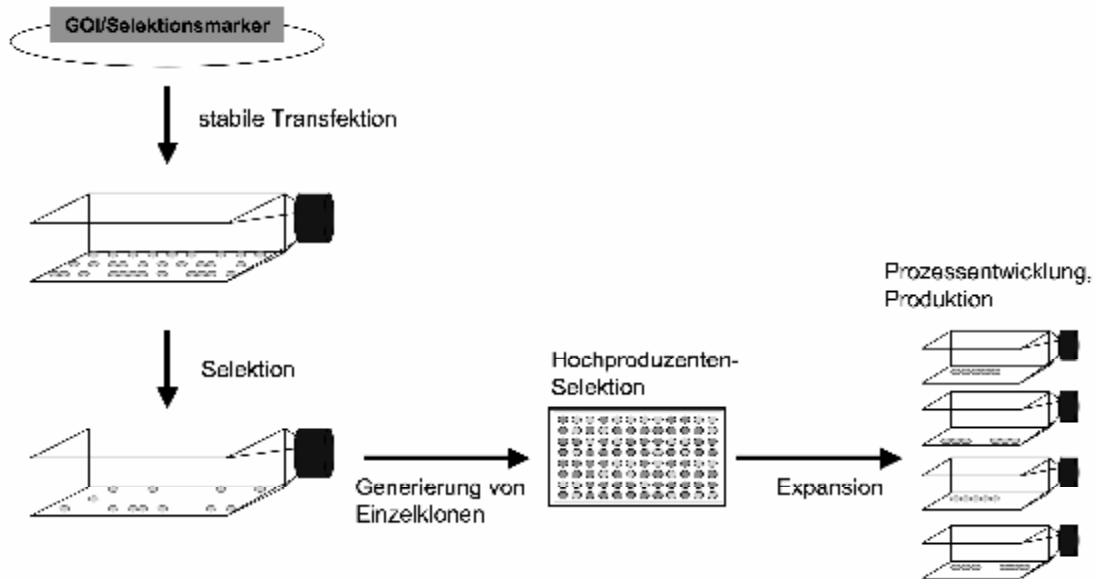 GOI/Selektionsmarker
stabile Transfektion
Selektion
Generierung von
Einzelklonen
Hochproduzenten-
Selektion
Expansion
Prozessentwicklung,
Produktion